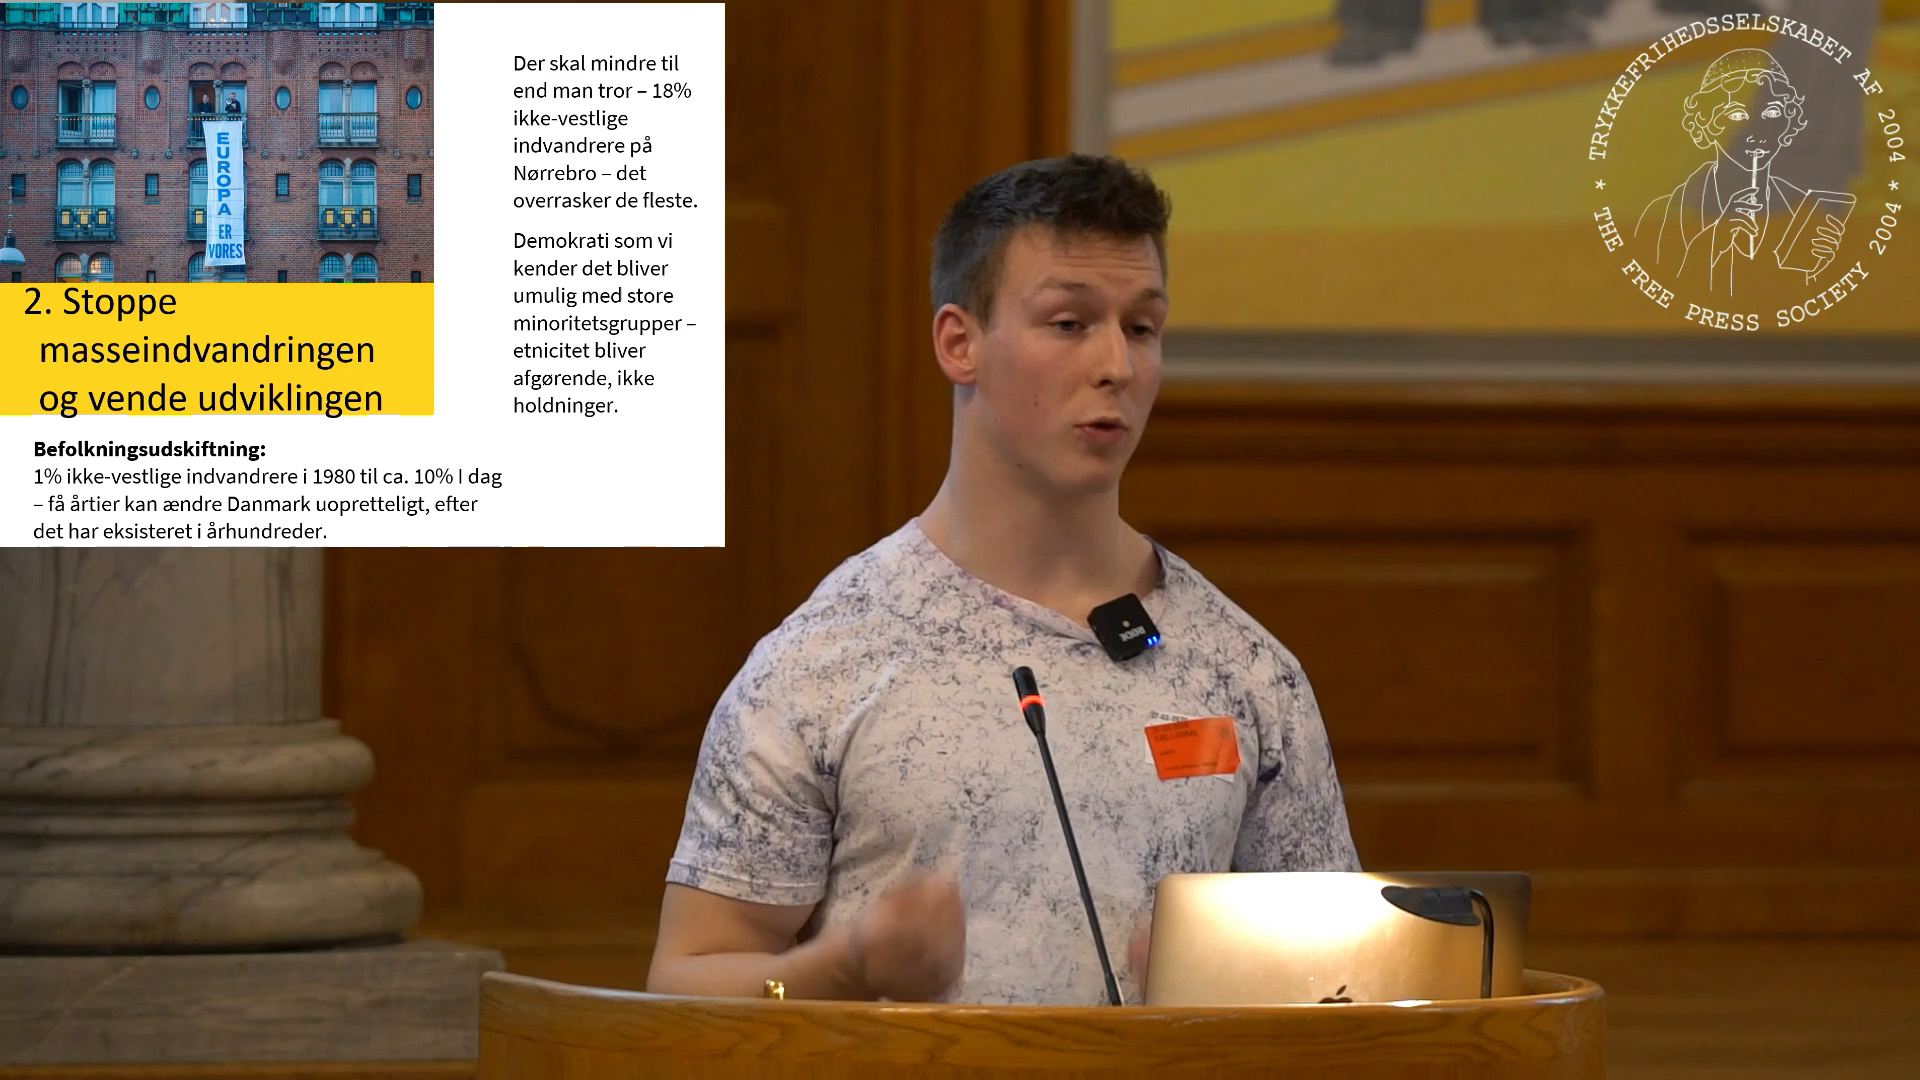 EUROPA
ER
VORES
2. Stoppe
masseindvandringen
og vende udviklingen
Befolkningsudskiftning:
1% ikke-vestlige indvandrere i 1980 til ca. 10% I dag
– få årtier kan ændre Danmark uopretteligt, efter
det har eksisteret i århundreder.
Der skal mindre til
end man tror – 18%
ikke-vestlige
indvandrere på
Nørrebro – det
overrasker de fleste.
Demokrati som vi
kender det bliver
umulig med store
minoritetsgrupper –
etnicitet bliver
afgørende, ikke
holdninger.
* TRYKKEFRIHEDSSELSKABET AF 2004
* THE FREE PRESS SOCIETY 2004
RØDE